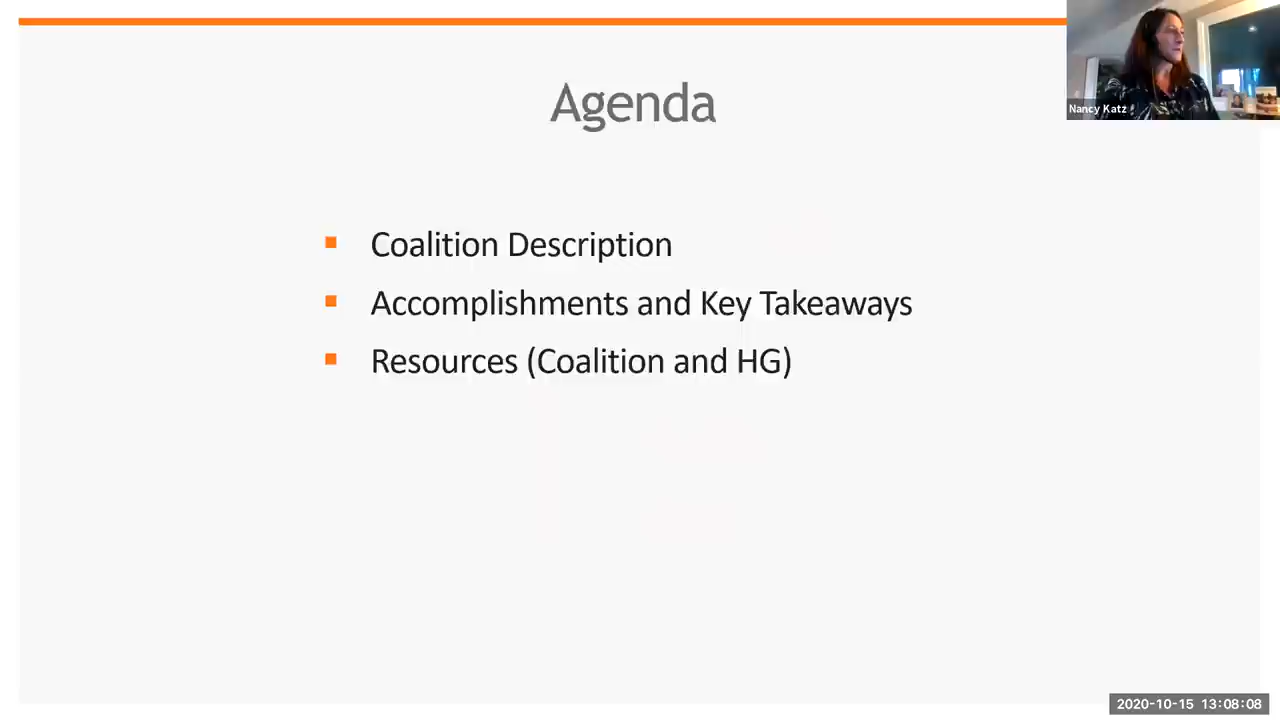 Agenda
Nancy Katz
Coalition Description
Accomplishments and Key Takeaways
Resources (Coalition and HG)
2020-10-15 13:08:08